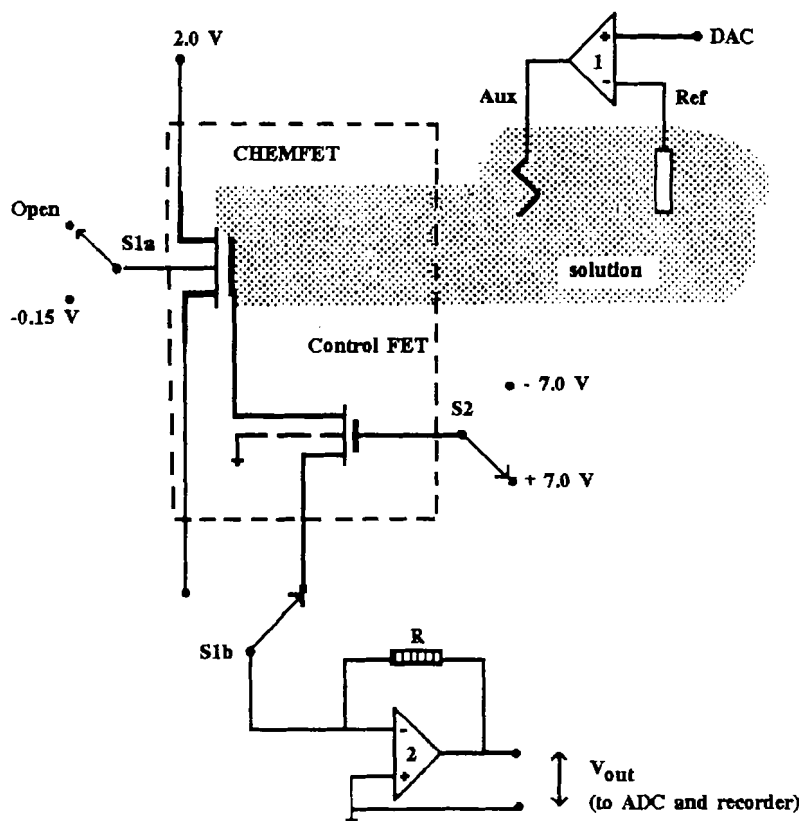 2.0 V
DAC
+
1
-
Aux
Ref
CHEMFET
Open
S1a
solution
-0.15 V
Control FET
- 7.0 V
S2
+ 7.0 V
S1b
R
-
2
+
Vout
(to ADC and recorder)